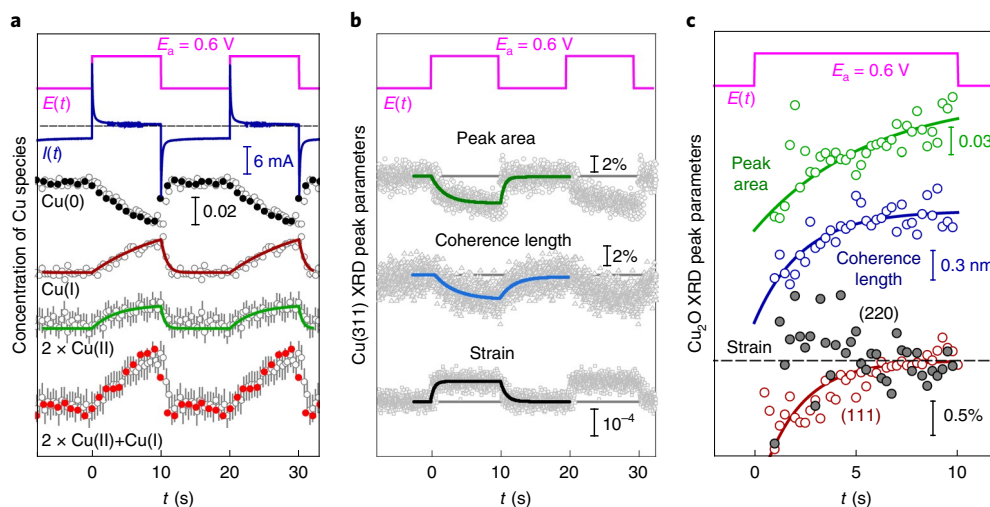 a
E_a = 0.6 V
E(t)
I(t)
6 mA
Cu(0)
0.02
Cu(I)
2 × Cu(II)
2 × Cu(II)+Cu(I)
Concentration of Cu species
0 10 20 30
t (s)
b
E_a = 0.6 V
E(t)
Peak area
2%
Coherence length
2%
Strain
10⁻⁴
Cu(311) XRD peak parameters
0 10 20 30
t (s)
c
E_a = 0.6 V
E(t)
Peak
area
0.03
Coherence
length
0.3 nm
(220)
Strain
(111)
0.5%
Cu₂O XRD peak parameters
0 5 10
t (s)